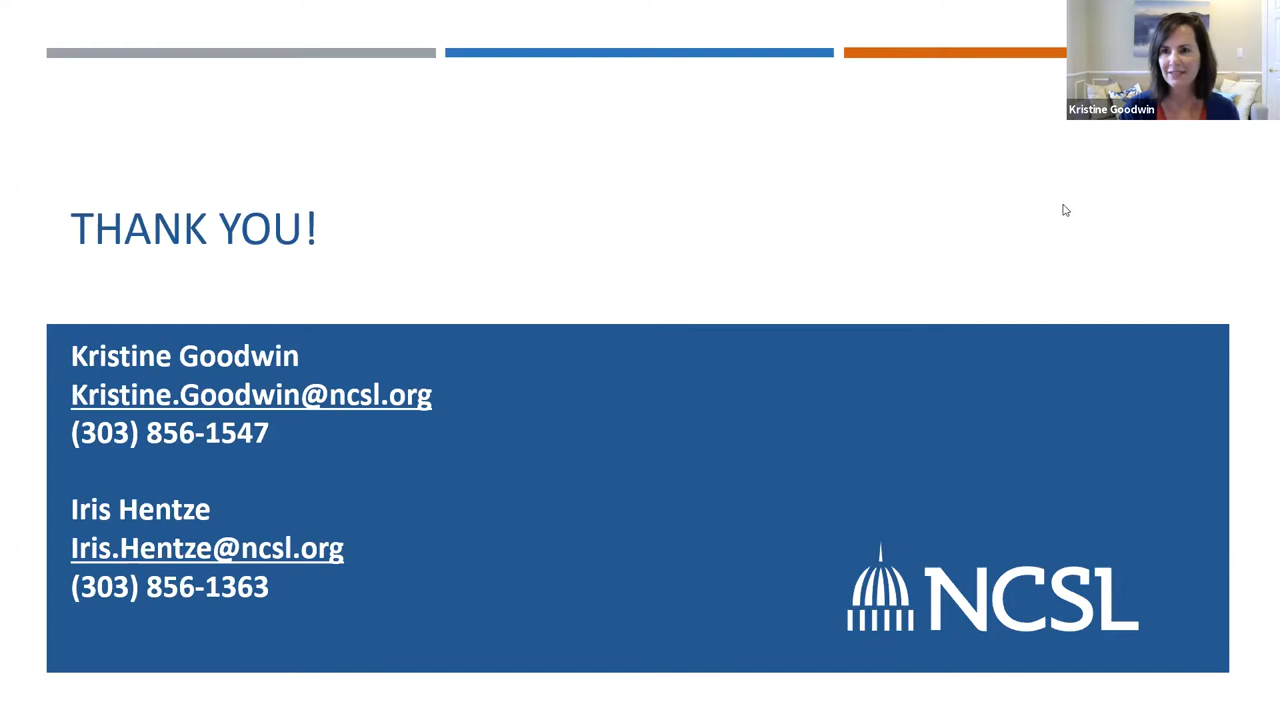 Kristine Goodwin
THANK YOU!
Kristine Goodwin
Kristine.Goodwin@ncsl.org
(303) 856-1547
Iris Hentze
Iris.Hentze@ncsl.org
(303) 856-1363
NCSL